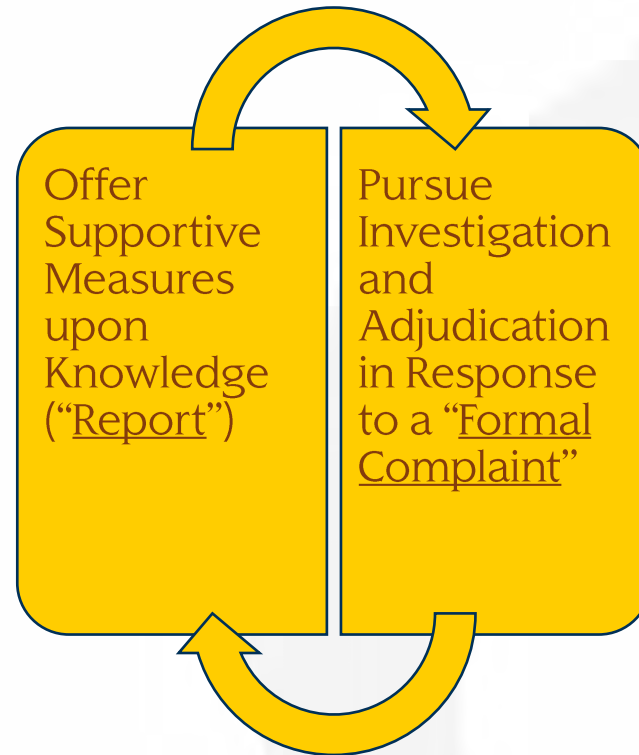 Offer
Supportive
Measures
upon
Knowledge
(“Report”)
Pursue
Investigation
and
Adjudication
in Response
to a “Formal
Complaint”